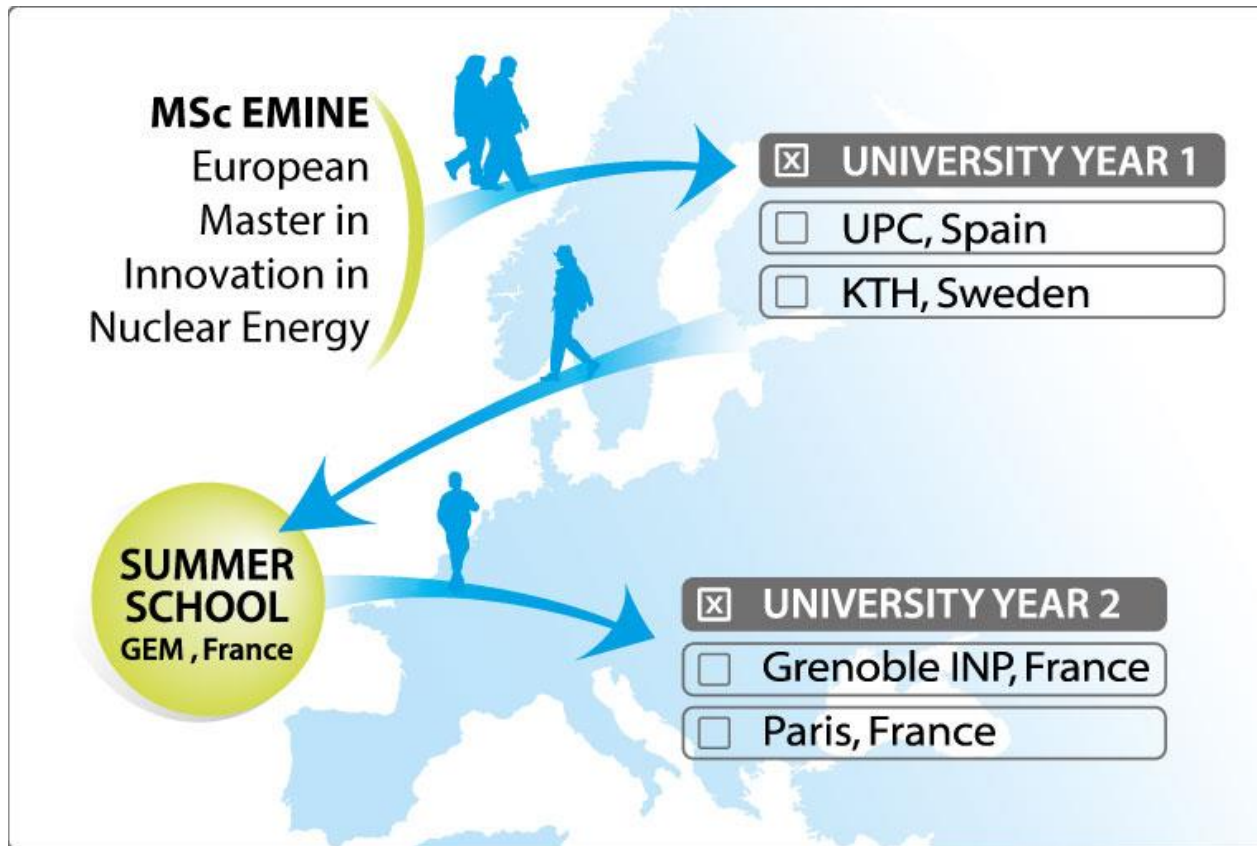 MSc EMINE
European
Master in
Innovation in
Nuclear Energy
UNIVERSITY YEAR 1
UPC, Spain
KTH, Sweden
SUMMER
SCHOOL
GEM , France
UNIVERSITY YEAR 2
Grenoble INP, France
Paris, France